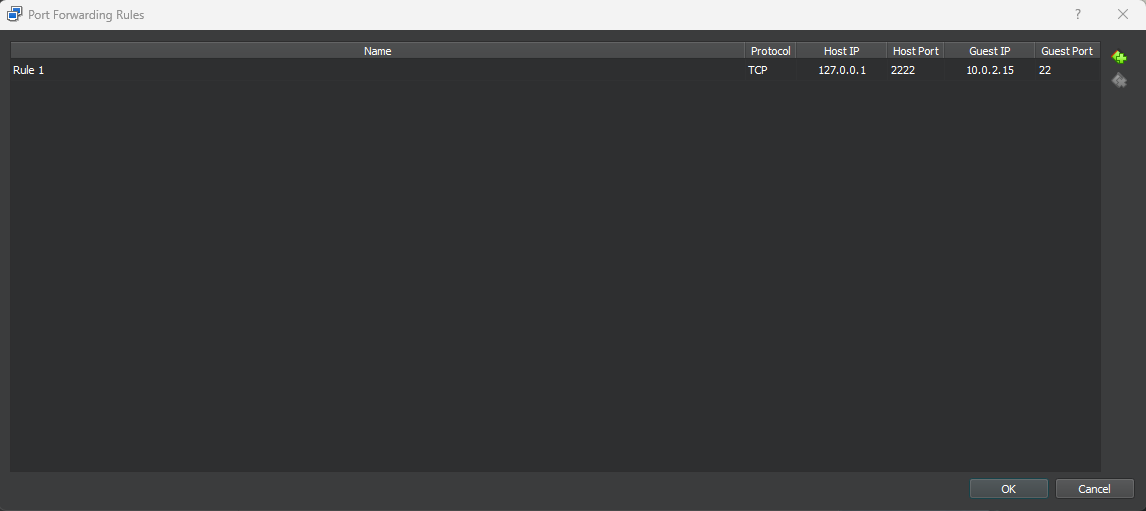 Port Forwarding Rules ?
Name Protocol Host IP Host Port Guest IP Guest Port
Rule 1 TCP 127.0.0.1 2222 10.0.2.15 22
OK Cancel